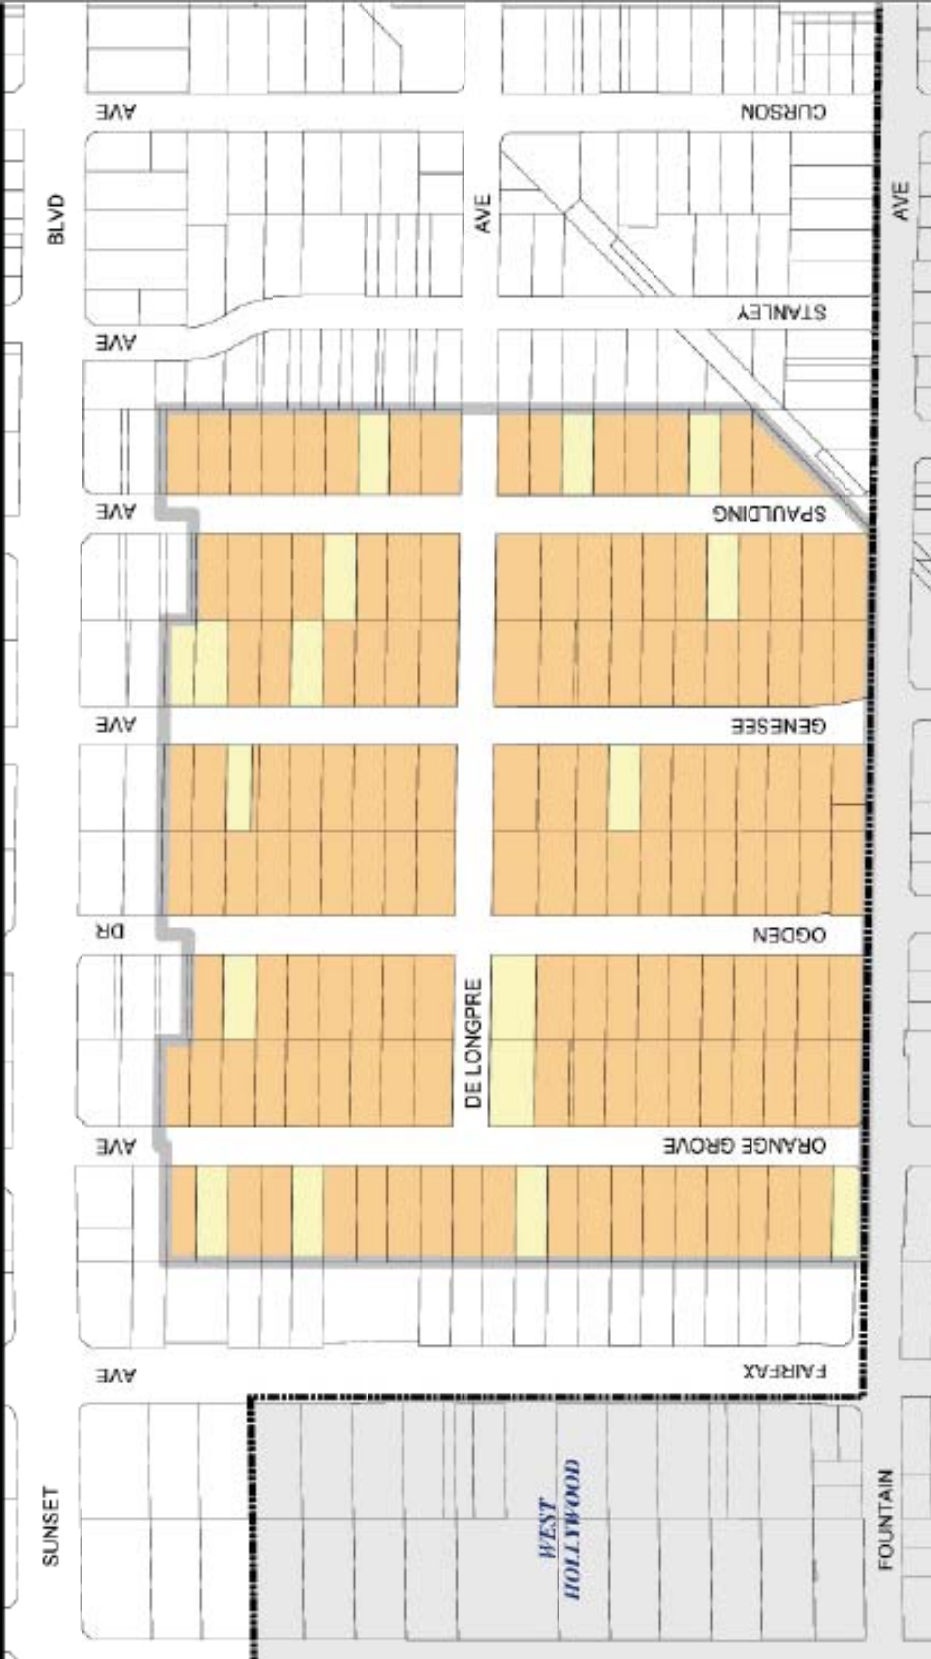 AVE
CURSON
BLVD
AVE
AVE
STANLEY
AVE
AVE
SPAULDING
AVE
GENESEE
DR
OGDEN
DE LONGPRE
AVE
ORANGE GROVE
AVE
FAIRFAX
SUNSET
WEST
HOLLYWOOD
FOUNTAIN